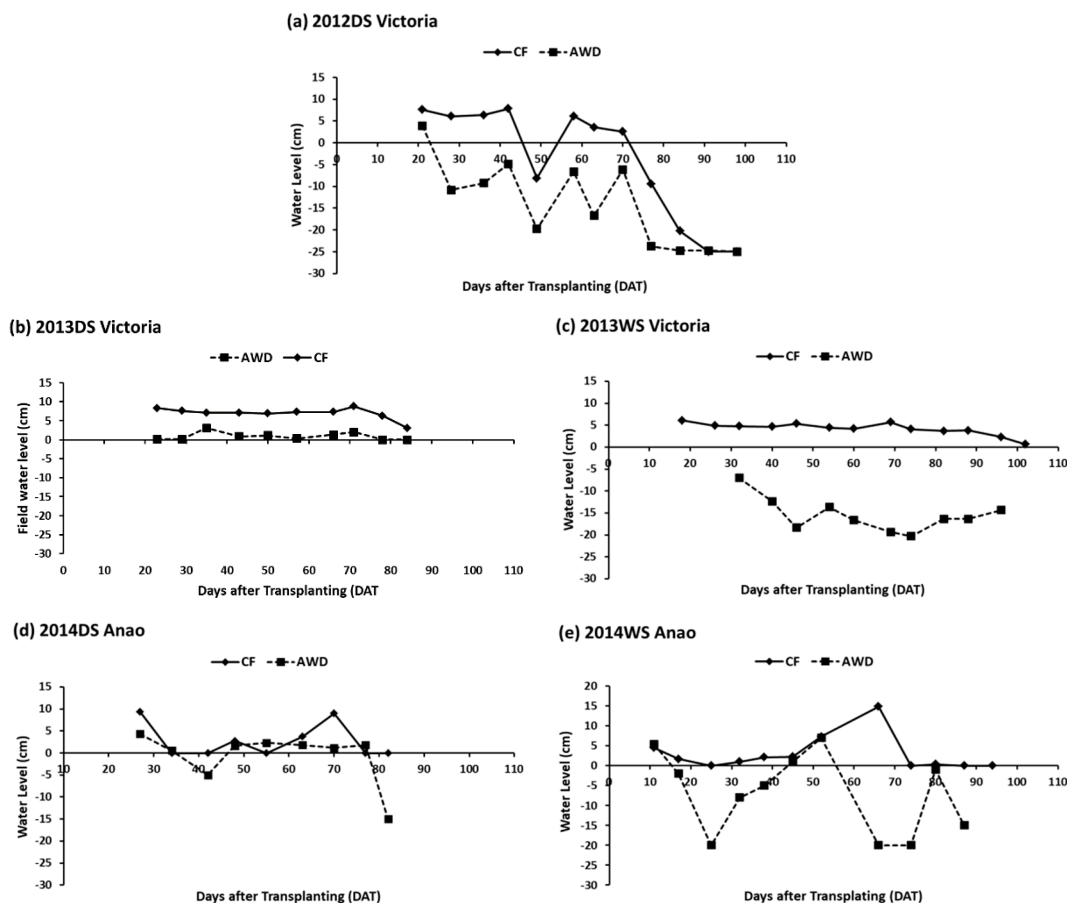 (a) 2012DS Victoria
CF AWD
15
10
5
0
-5
-10
-15
-20
-25
-30
0 10 20 30 40 50 60 70 80 90 100 110
Water Level (cm)
Days after Transplanting (DAT)
(b) 2013DS Victoria
AWD CF
15
10
5
0
-5
-10
-15
-20
-25
-30
0 10 20 30 40 50 60 70 80 90 100 110
Field water level (cm)
Days after Transplanting (DAT
(c) 2013WS Victoria
CF AWD
15
10
5
0
-5
-10
-15
-20
-25
-30
0 10 20 30 40 50 60 70 80 90 100 110
Water Level (cm)
Days after Transplanting (DAT)
(d) 2014DS Anao
CF AWD
15
10
5
0
-5
-10
-15
-20
-25
-30
10 20 30 40 50 60 70 80 90 100 110
Water Level (cm)
Days after Transplanting (DAT)
(e) 2014WS Anao
CF AWD
20
15
10
5
0
-5
-10
-15
-20
-25
-30
0 10 20 30 40 50 60 70 80 90 100 110
Water Level (cm)
Days after Transplating (DAT)